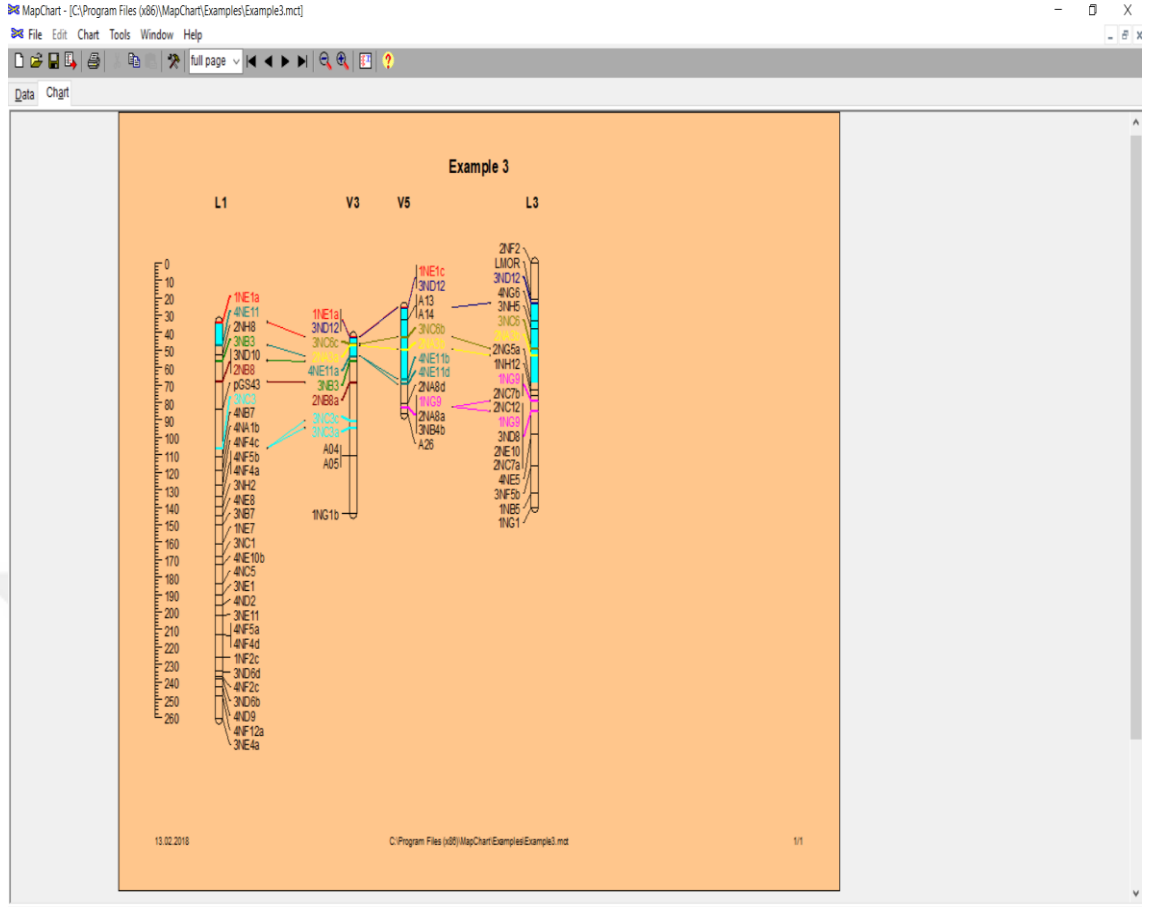 MapChart - [C:\Program Files (x86)\MapChart\Examples\Example3.mct]
File Edit Chart Tools Window Help
full page
Data Chart
Example 3
L1 V3 V5 L3
0
10
20
30
40
50
60
70
80
90
100
110
120
130
140
150
160
170
180
190
200
210
220
230
240
250
260
1NE1a
4NE11
2NH8
3NB3
3ND10
2NB8
pGS43
3NC3
4NB7
4NA1b
4NF4c
4NF5b
4NF4a
3NH2
4NE8
3NB7
1NE7
3NC1
4NE10b
4NC5
3NE1
4ND2
3NE11
4NF5a
4NF4d
1NF2c
3ND6d
4NF2c
3ND6b
4ND9
4NF12a
3NE4a
1NE1a
3ND12
3NC6c
4NE11a
3NB3
2NB8a
3NC3c
3NC3a
A04
A05
1NG1b
1NE1c
3ND12
A13
A14
3NC6b
4NE11b
4NE11d
2NA8d
1NG9
2NA8a
3NB4b
A26
2NF2
LMOR
3ND12
4NG6
3NH5
3NC6
2NG5a
1NH12
1NG9
2NC7b
2NC12
1NG9
3ND8
2NE10
2NC7a
4NE5
3NF5b
1NB5
1NG1
13.02.2018
C:\Program Files (x86)\MapChart\Examples\Example3.mct
1/1